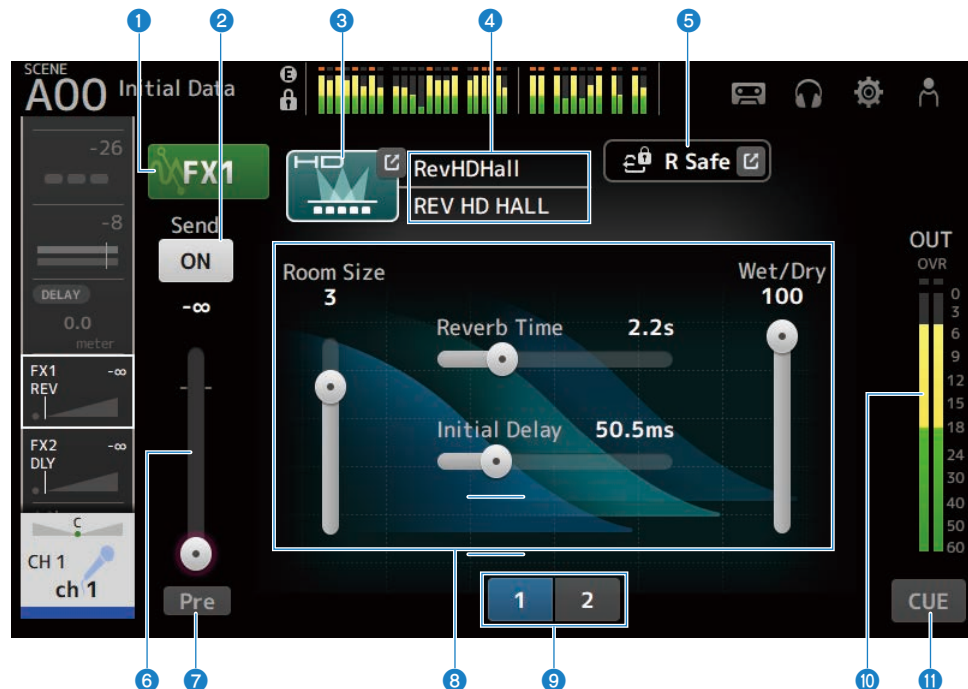 1 2 3 4 5
SCENE
A00 Initial Data
E
-26
FX1
HD
RevHDHall
REV HD HALL
R Safe
-8
Send
ON
DELAY
0.0
meter
-∞
Room Size
3
Wet/Dry
100
Reverb Time 2.2s
Initial Delay 50.5ms
OUT
OVR
0
3
6
9
12
15
18
24
30
40
50
60
FX1 -∞
REV
FX2 -∞
DLY
C
CH 1
ch 1
Pre
1 2
CUE
6 7 8 9 10 11